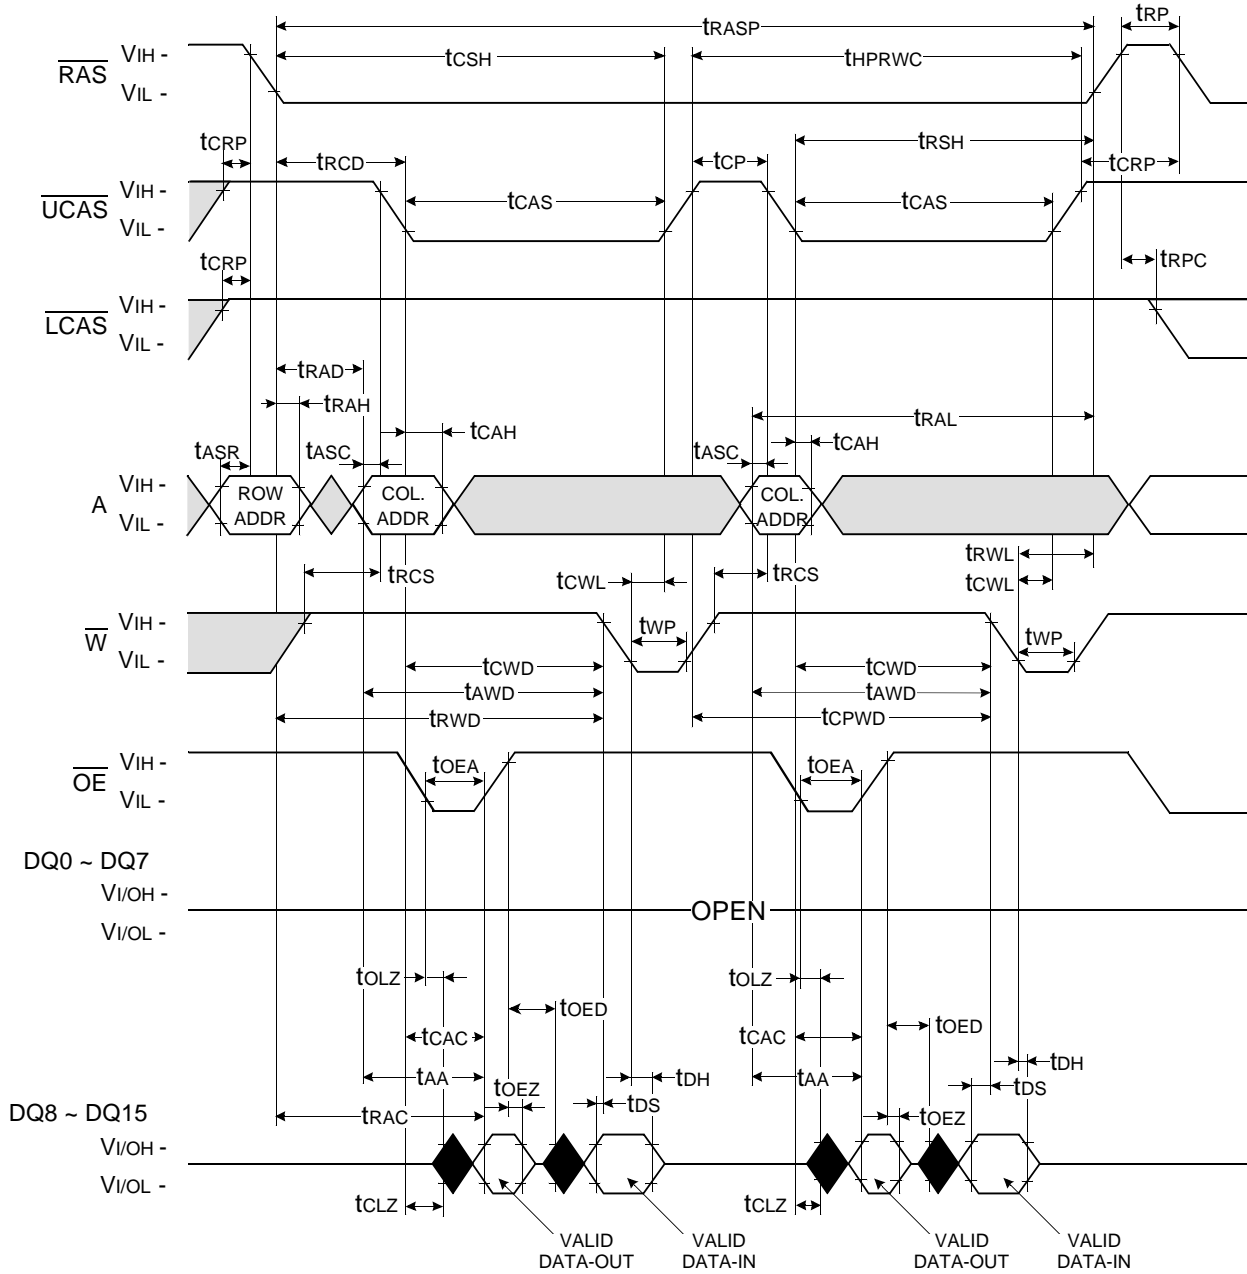 tRASP
tRP
VIH -
RAS
tCSH
tHPRWC
VIL -
tCRP
tRCD
tCP
tRSH
tCRP
VIH -
UCAS
tCAS
tCAS
VIL -
tCRP
tRPC
VIH -
LCAS
VIL -
tRAD
tRAH
tRAL
tCAH
tCAH
tASR
tASC
tASC
VIH -
A
VIL -
ROW
ADDR
COL.
ADDR
COL.
ADDR
tRWL
tRCS
tCWL
tRCS
tCWL
VIH -
W
VIL -
tWP
tWP
tCWD
tCWD
tAWD
tAWD
tRWD
tCPWD
VIH -
OE
VIL -
tOEA
tOEA
DQ0 ~ DQ7
VI/OH -
OPEN
VI/OL -
tOLZ
tOLZ
tOED
tOED
tCAC
tCAC
tDH
tAA
tDH
tAA
tOEZ
tDS
tDS
DQ8 ~ DQ15
tRAC
tOEZ
VI/OH -
VI/OL -
tCLZ
tCLZ
VALID
DATA-OUT
VALID
DATA-IN
VALID
DATA-OUT
VALID
DATA-IN